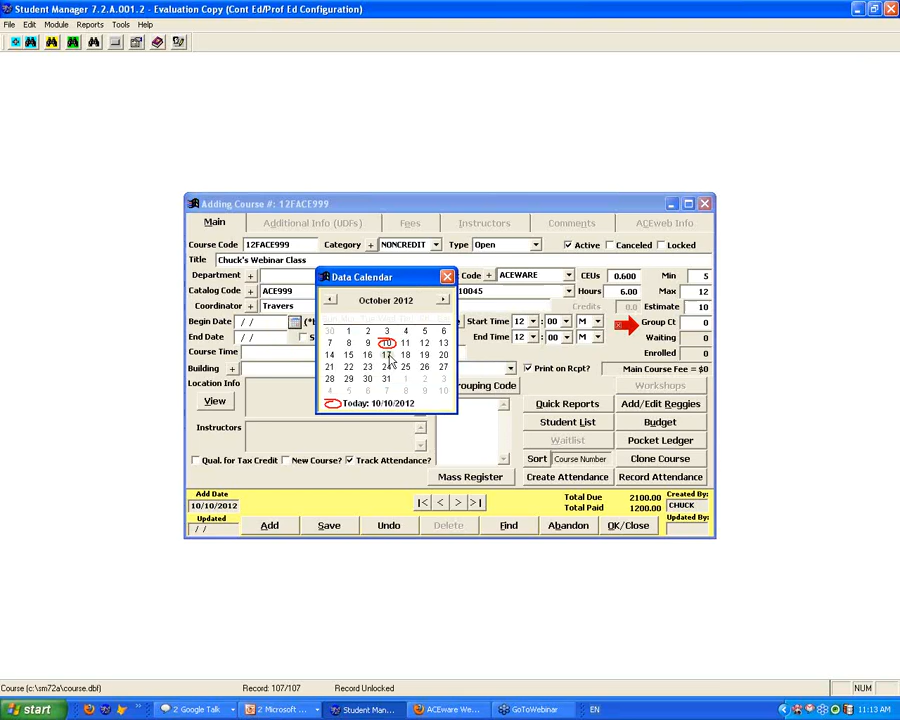 Student Manager 7.2.A.001.2 - Evaluation Copy (Cont Ed/Prof Ed Configuration)
File Edit Module Reports Tools Help
Adding Course #: 12FACE999
Main Additional Info (UDFs) Fees Instructors Comments ACEweb Info
Course Code 12FACE999 Category + NONCREDIT Type Open Active Canceled Locked
Title Chuck's Webinar Class
Department + Code + ACEWARE CEUs 0.600 Min 5
Catalog Code + ACE999 10045 Hours 6.00 Max 12
Coordinator + Travers Credits 0.0 Estimate 10
Begin Date / / Start Time 12 : 00 M Group Ct 0
End Date / / End Time 12 : 00 M Waiting 0
Course Time Enrolled 0
Building + Print on Rcpt? Main Course Fee = $0
Data Calendar
October 2012
30 1 2 3 4 5 6
7 8 9 10 11 12 13
14 15 16 17 18 19 20
21 22 23 24 25 26 27
28 29 30 31 1 2 3
4 5 6 7 8 9 10
Today: 10/10/2012
Location Info Grouping Code Workshops
View Quick Reports Add/Edit Reggies
Student List Budget
Instructors Waitlist Pocket Ledger
Sort Course Number Clone Course
Qual. for Tax Credit New Course? Track Attendance?
Mass Register Create Attendance Record Attendance
Add Date Total Due 2100.00 Created By:
10/10/2012 |< < > >| Total Paid 1200.00 CHUCK
Updated Updated By:
/ / Add Save Undo Delete Find Abandon OK/Close
Course (c:\sm72a\course.dbf) Record: 107/107 Record Unlocked NUM
start 2 Google Talk 2 Microsoft ... Student Man... ACEware We... GoToWebinar EN 11:13 AM